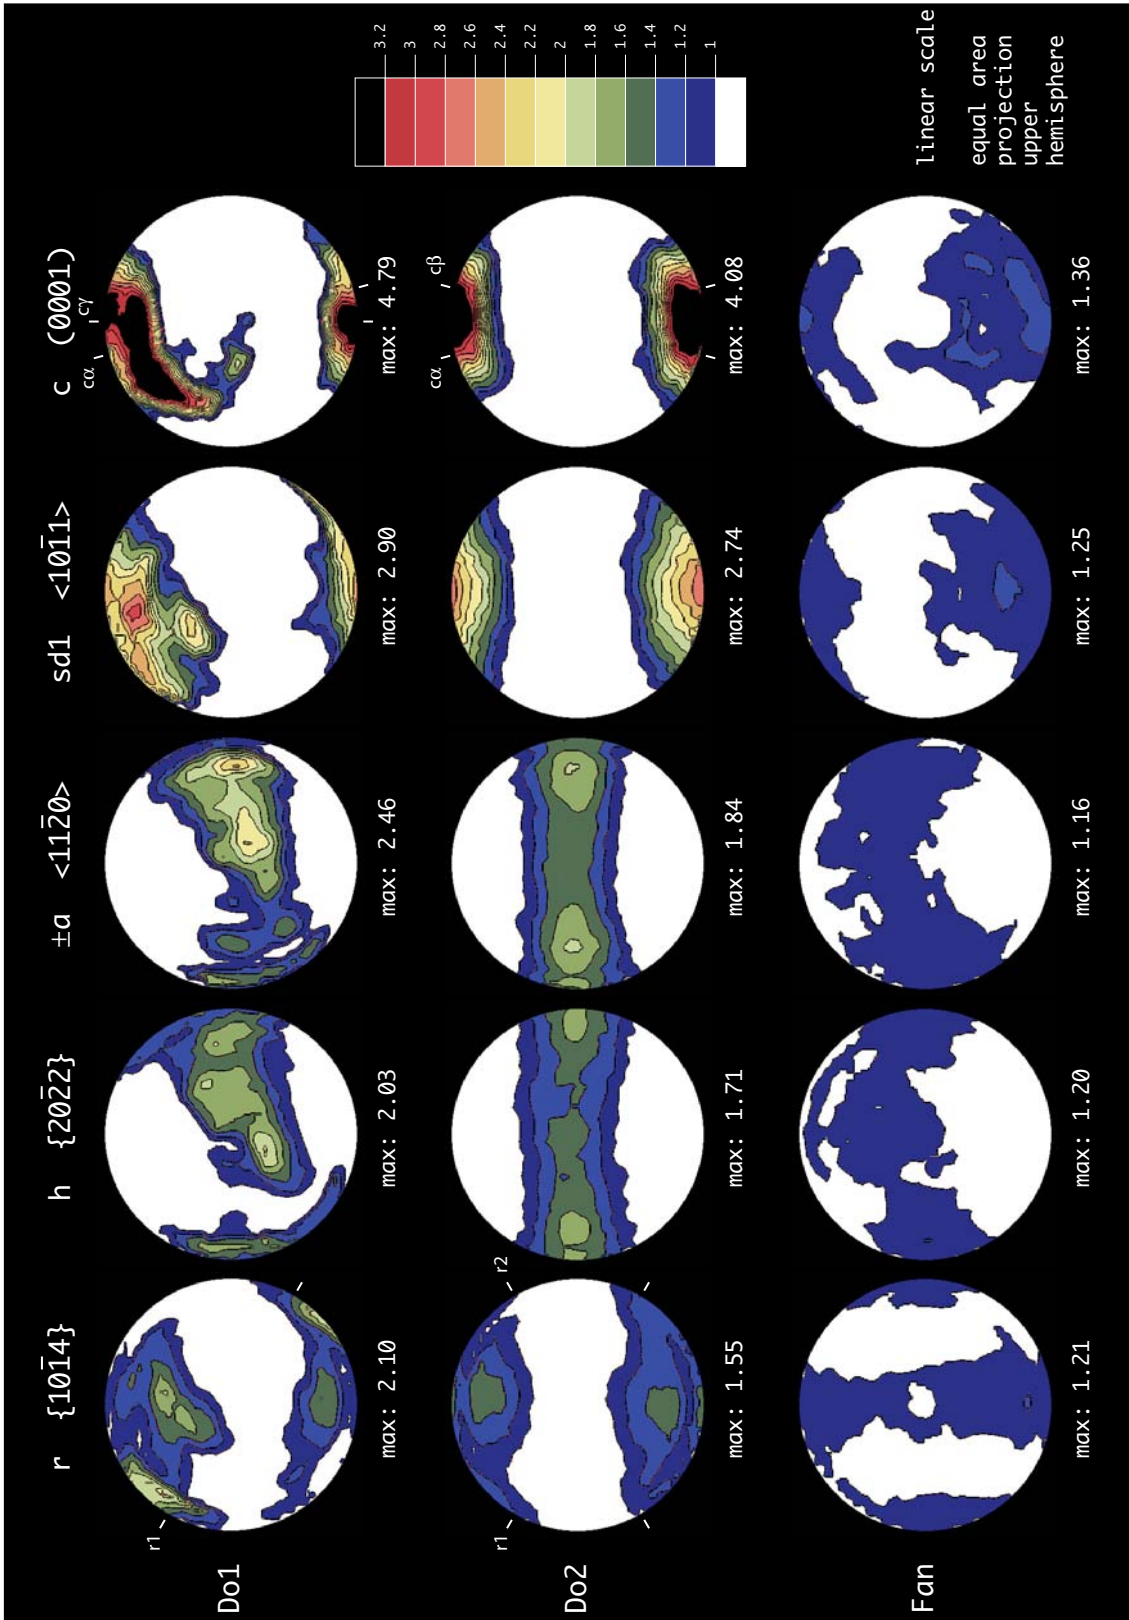 r {101̄4}
h {202̄2}
±a <112̄0>
sd1 <101̄1>
c (0001)
Do1
r1
cα
cγ
max: 2.10
max: 2.03
max: 2.46
max: 2.90
max: 4.79
Do2
r1
r2
cα
cβ
max: 1.55
max: 1.71
max: 1.84
max: 2.74
max: 4.08
Fan
max: 1.21
max: 1.20
max: 1.16
max: 1.25
max: 1.36
3.2
3
2.8
2.6
2.4
2.2
2
1.8
1.6
1.4
1.2
1
linear scale
equal area
projection
upper
hemisphere